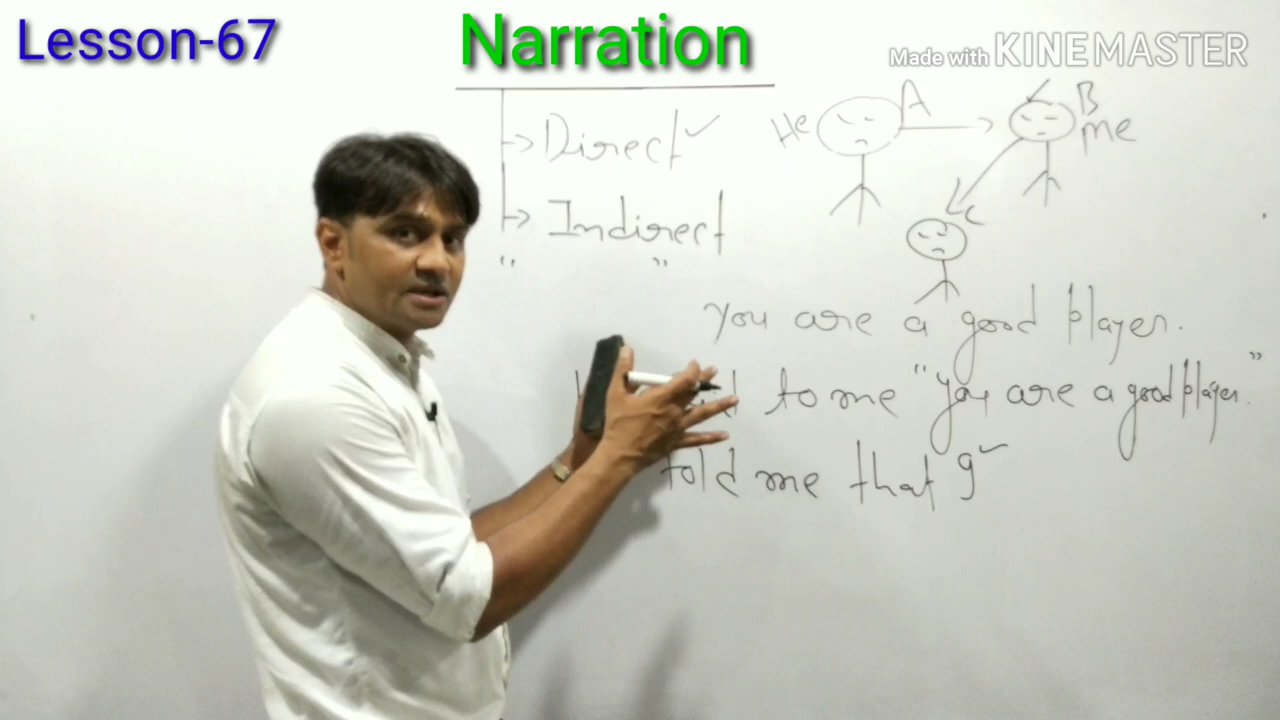 Lesson-67
Narration
Made with KINEMASTER
Direct
He A B
me
Indirect
C
" "
You are a good player.
to me "you are a good player."
told me that I